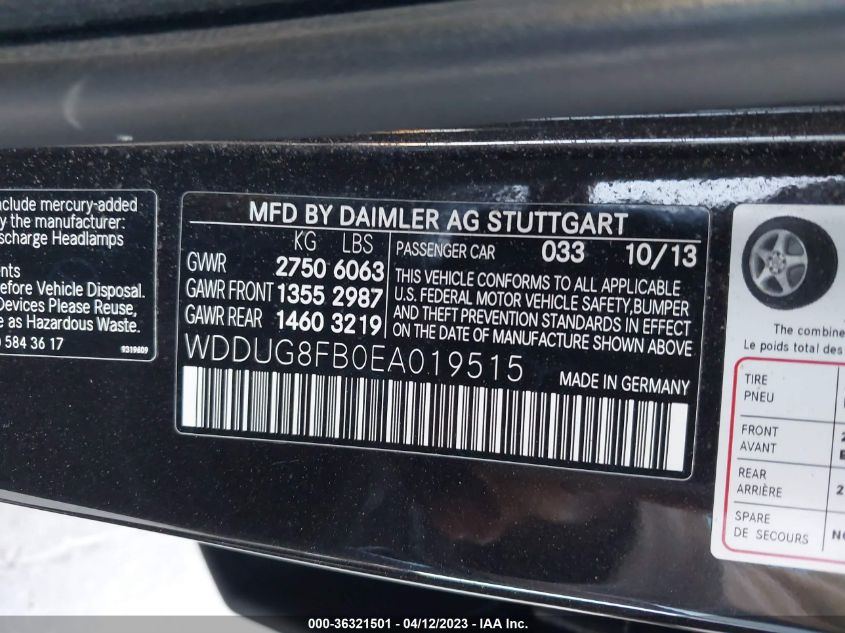 include mercury-added
y the manufacturer:
scharge Headlamps
nts
efore Vehicle Disposal.
Devices Please Reuse,
e as Hazardous Waste.
0 584 36 17
9319609
MFD BY DAIMLER AG STUTTGART
KG LBS
GVWR 2750 6063
GAWR FRONT 1355 2987
GAWR REAR 1460 3219
PASSENGER CAR 033 10/13
THIS VEHICLE CONFORMS TO ALL APPLICABLE
U.S. FEDERAL MOTOR VEHICLE SAFETY,BUMPER
AND THEFT PREVENTION STANDARDS IN EFFECT
ON THE DATE OF MANUFACTURE SHOWN ABOVE
WDDUG8FB0EA019515
MADE IN GERMANY
The combine
Le poids total des
TIRE
PNEU
FRONT
AVANT
REAR
ARRIÈRE
SPARE
DE SECOURS
000-36321501 - 04/12/2023 - IAA Inc.